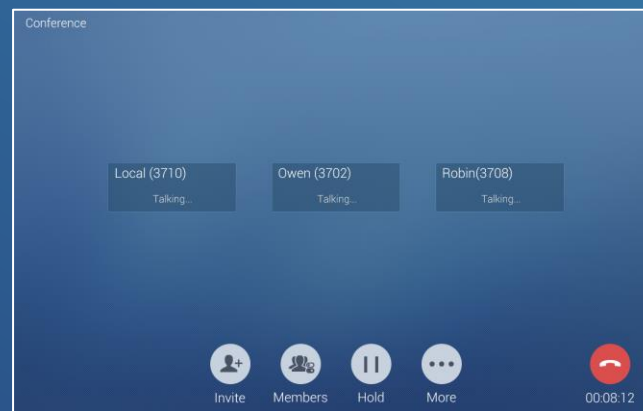 Conference
Local (3710)
Talking...
Owen (3702)
Talking...
Robin(3708)
Talking...
Invite
Members
Hold
More
00:08:12